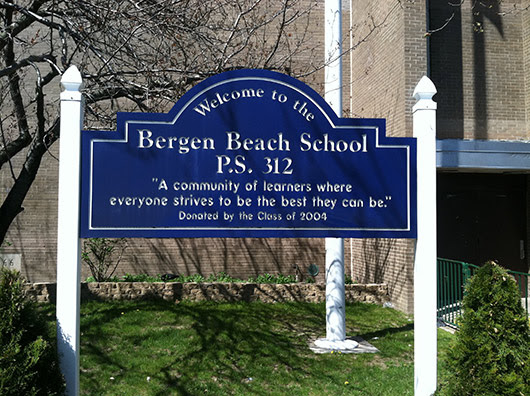 Welcome to the
Bergen Beach School
P.S. 312
"A community of learners where
everyone strives to be the best they can be."
Donated by the Class of 2004